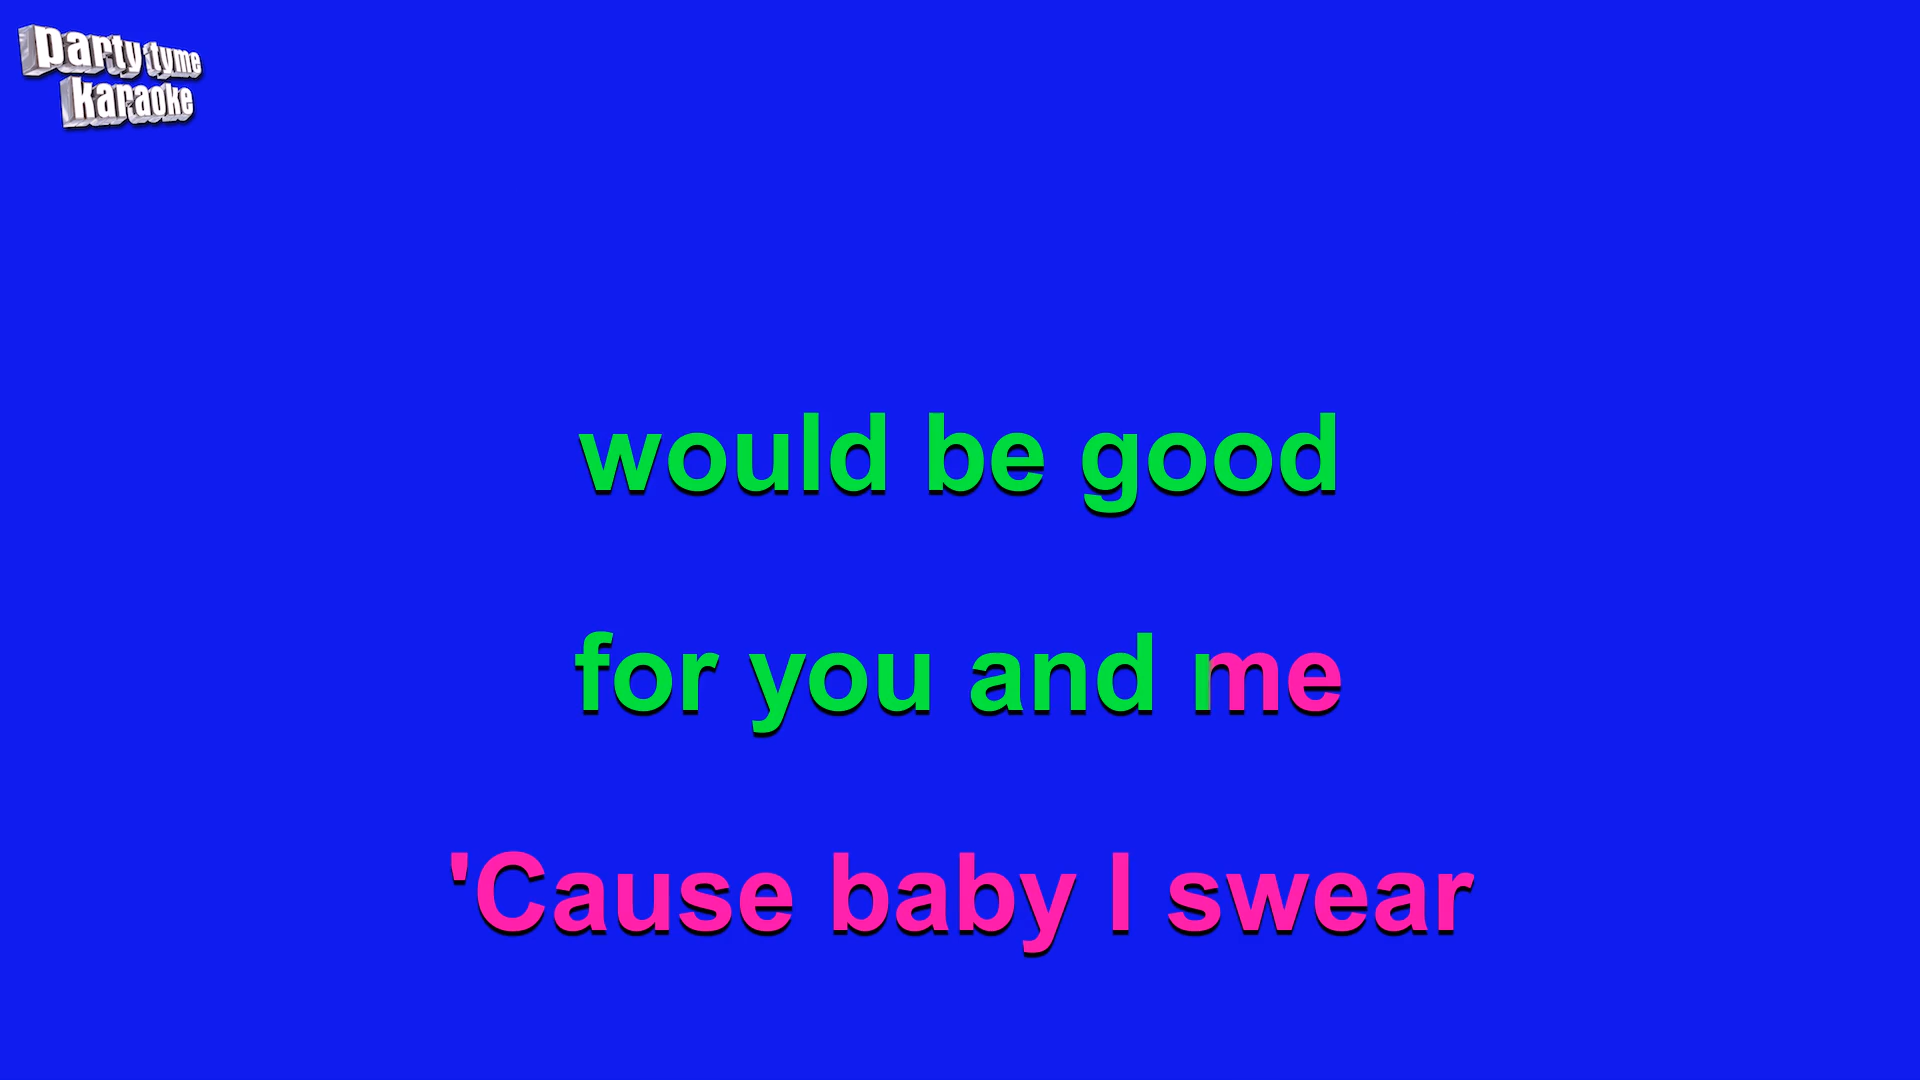 party tyme
karaoke
would be good
for you and me
'Cause baby I swear